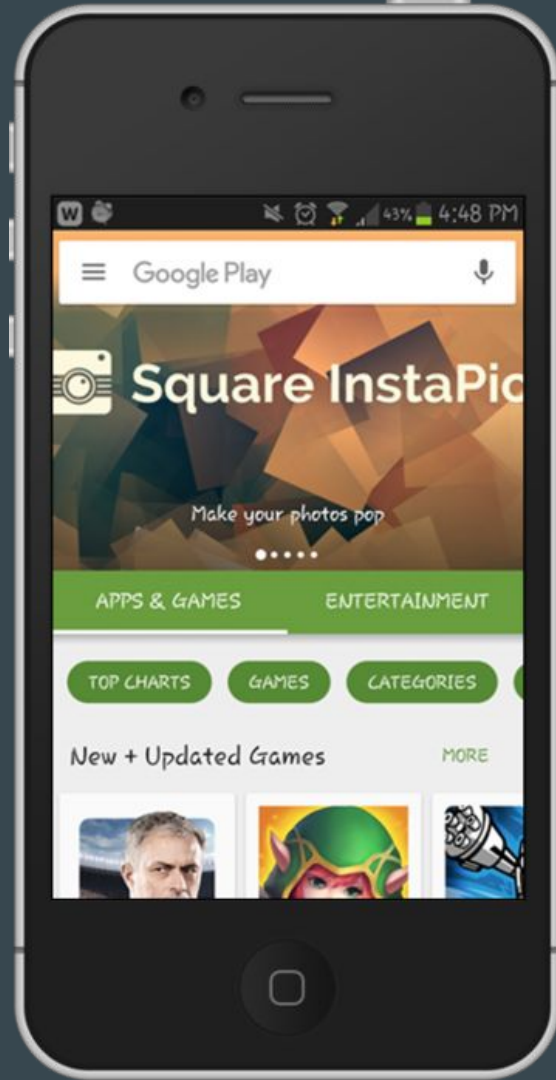 W 43% 4:48 PM
Google Play
Square InstaPic
Make your photos pop
APPS & GAMES ENTERTAINMENT
TOP CHARTS GAMES CATEGORIES
New + Updated Games MORE